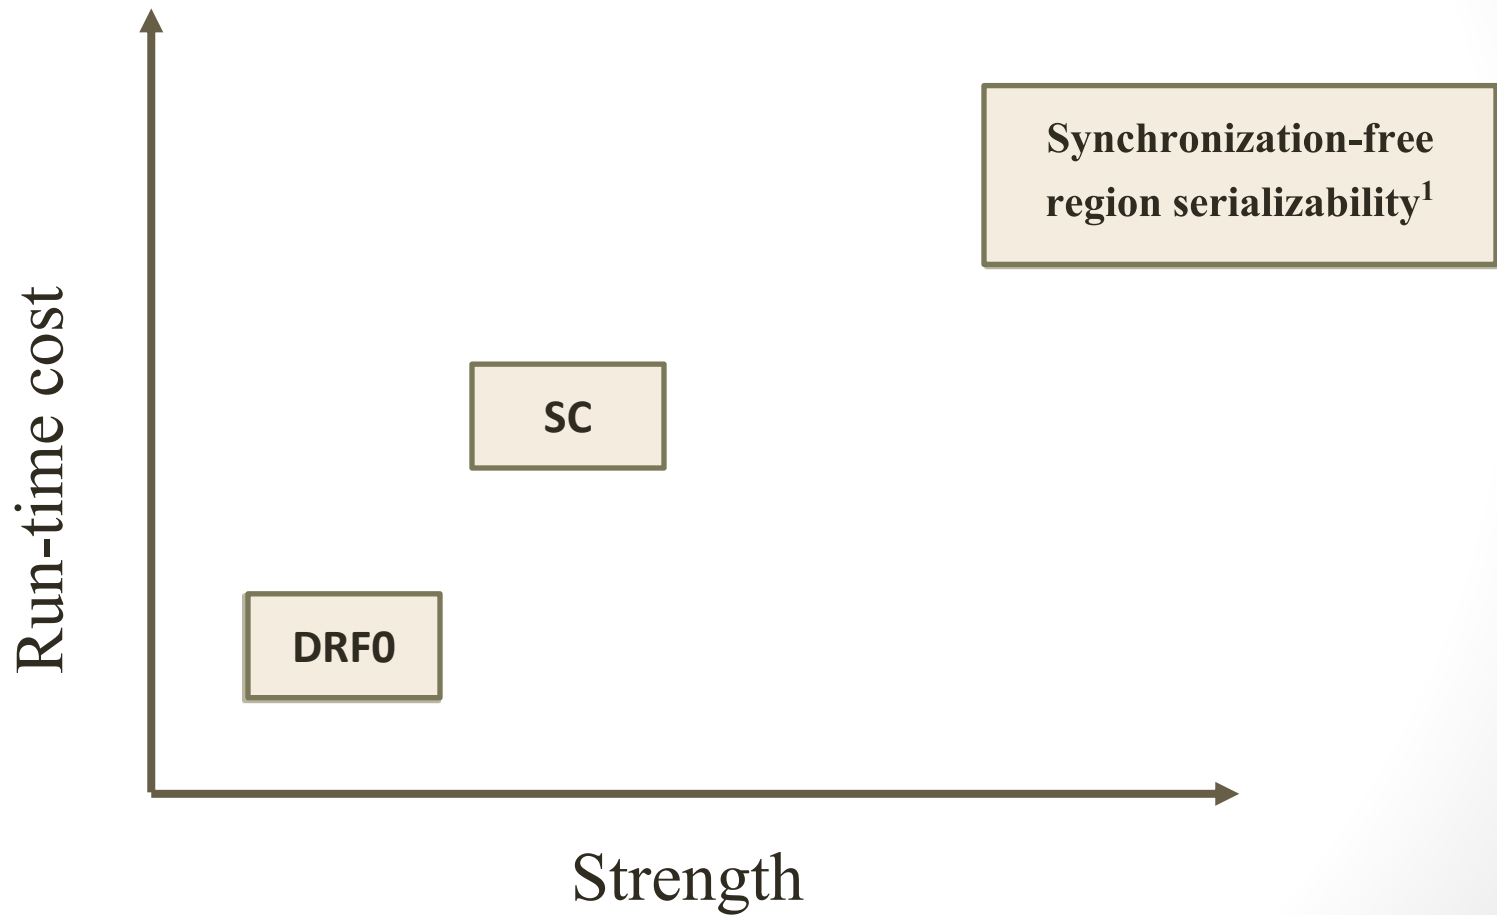 Synchronization-free
region serializability¹
Run-time cost
SC
DRF0
Strength